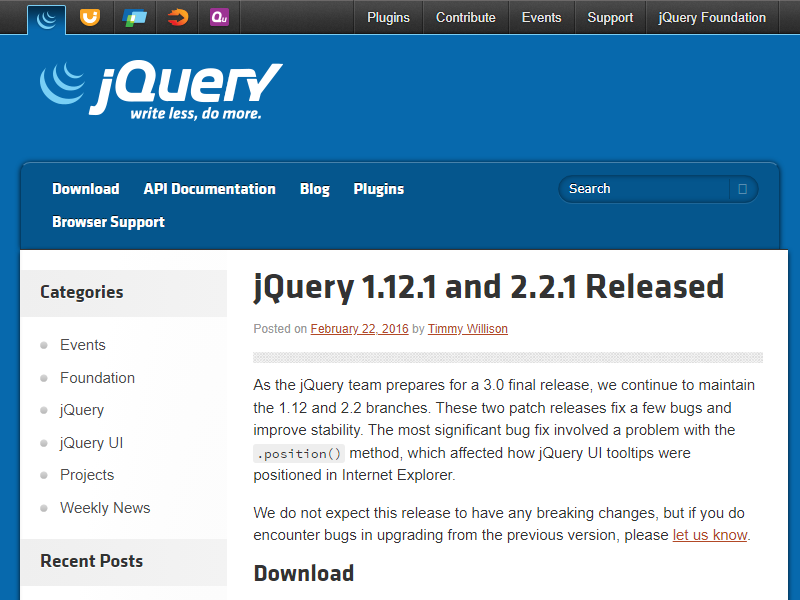 Qu
Plugins
Contribute
Events
Support
jQuery Foundation
jQuery
write less, do more.
Download
API Documentation
Blog
Plugins
Search
Browser Support
Categories
Events
Foundation
jQuery
jQuery UI
Projects
Weekly News
Recent Posts
jQuery 1.12.1 and 2.2.1 Released
Posted on February 22, 2016 by Timmy Willison
As the jQuery team prepares for a 3.0 final release, we continue to maintain
the 1.12 and 2.2 branches. These two patch releases fix a few bugs and
improve stability. The most significant bug fix involved a problem with the
.position() method, which affected how jQuery UI tooltips were
positioned in Internet Explorer.
We do not expect this release to have any breaking changes, but if you do
encounter bugs in upgrading from the previous version, please let us know.
Download